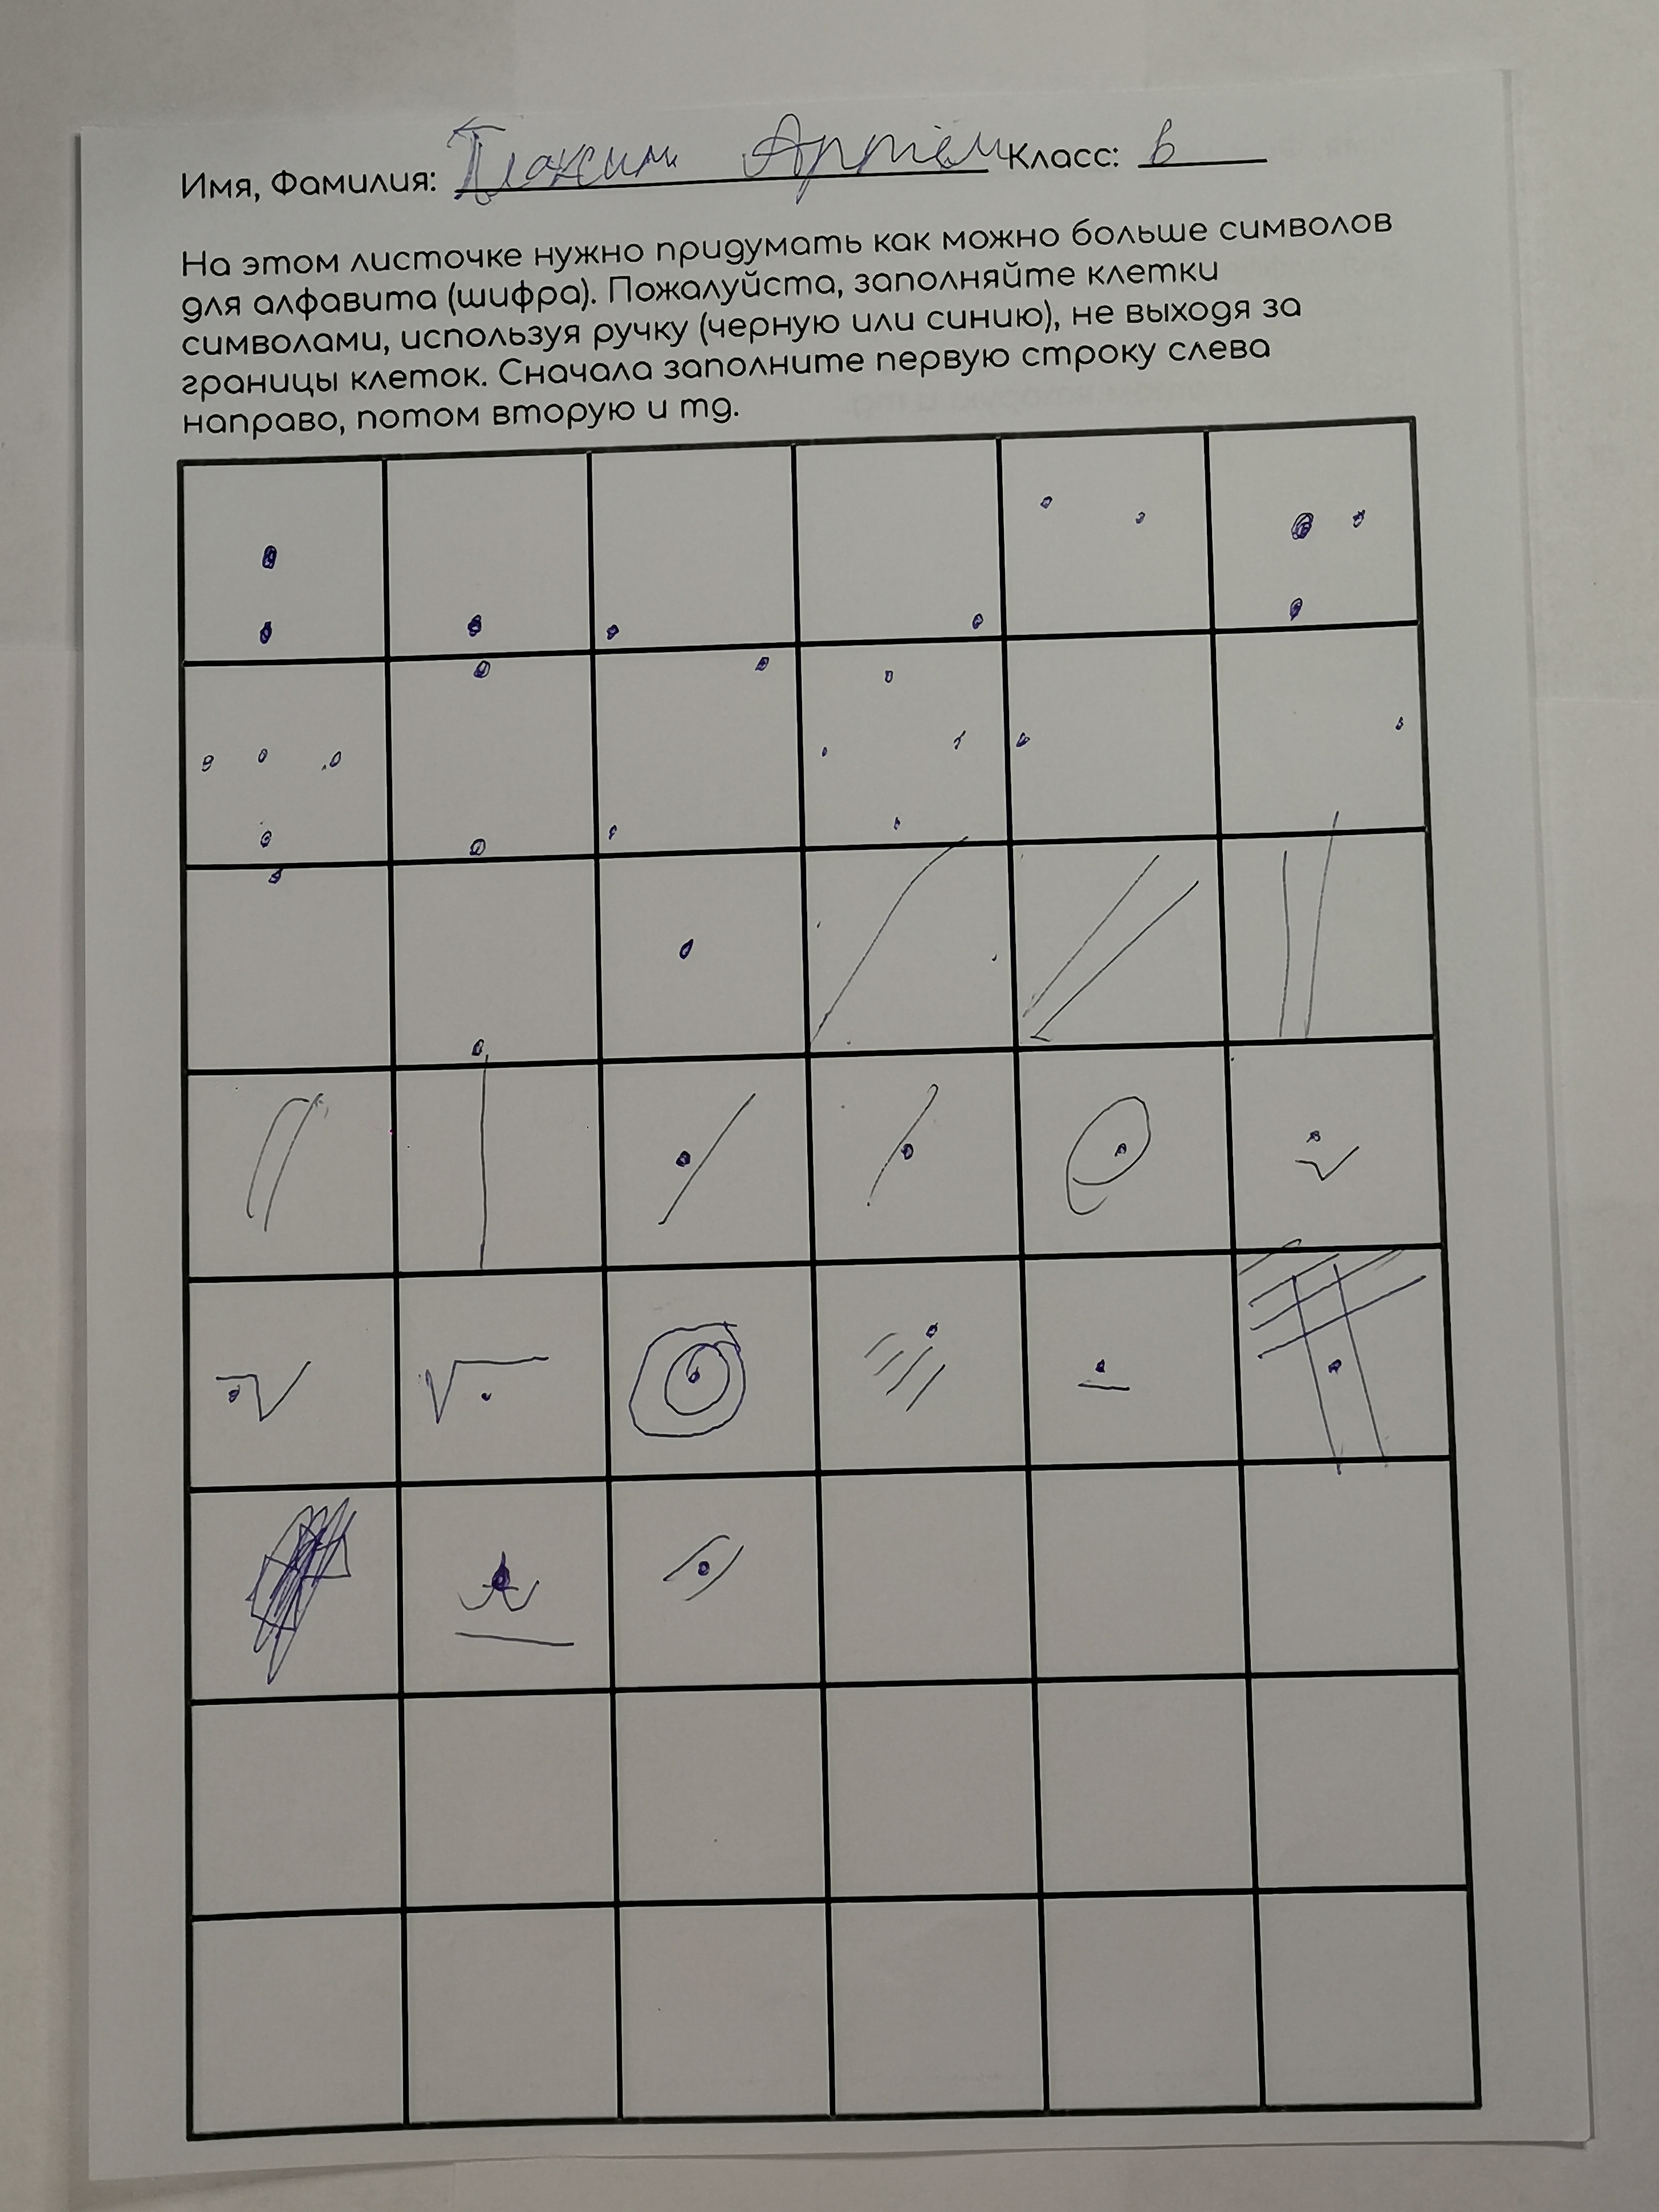 Имя, Фамилия: Артём Класс: в
На этом листочке нужно придумать как можно больше символов
для алфавита (шифра). Пожалуйста, заполняйте клетки
символами, используя ручку (черную или синию), не выходя за
границы клеток. Сначала заполните первую строку слева
направо, потом вторую и тд.